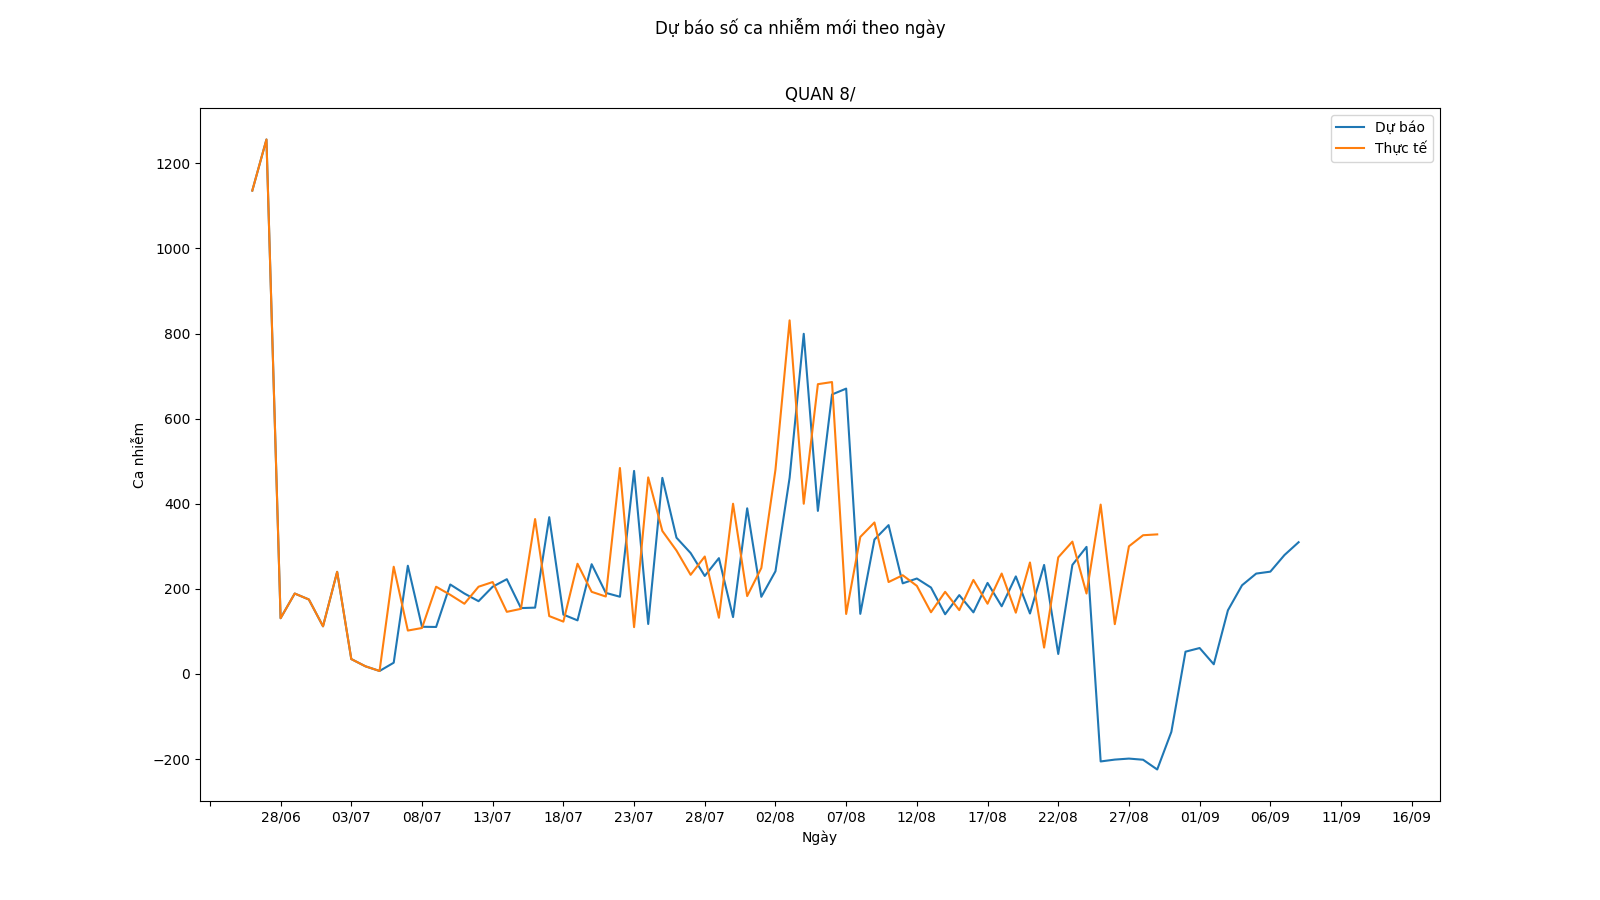 Dự báo số ca nhiễm mới theo ngày
QUAN 8/
Dự báo
Thực tế
1200
1000
800
600
400
200
0
−200
Ca nhiễm
28/06 03/07 08/07 13/07 18/07 23/07 28/07 02/08 07/08 12/08 17/08 22/08 27/08 01/09 06/09 11/09 16/09
Ngày